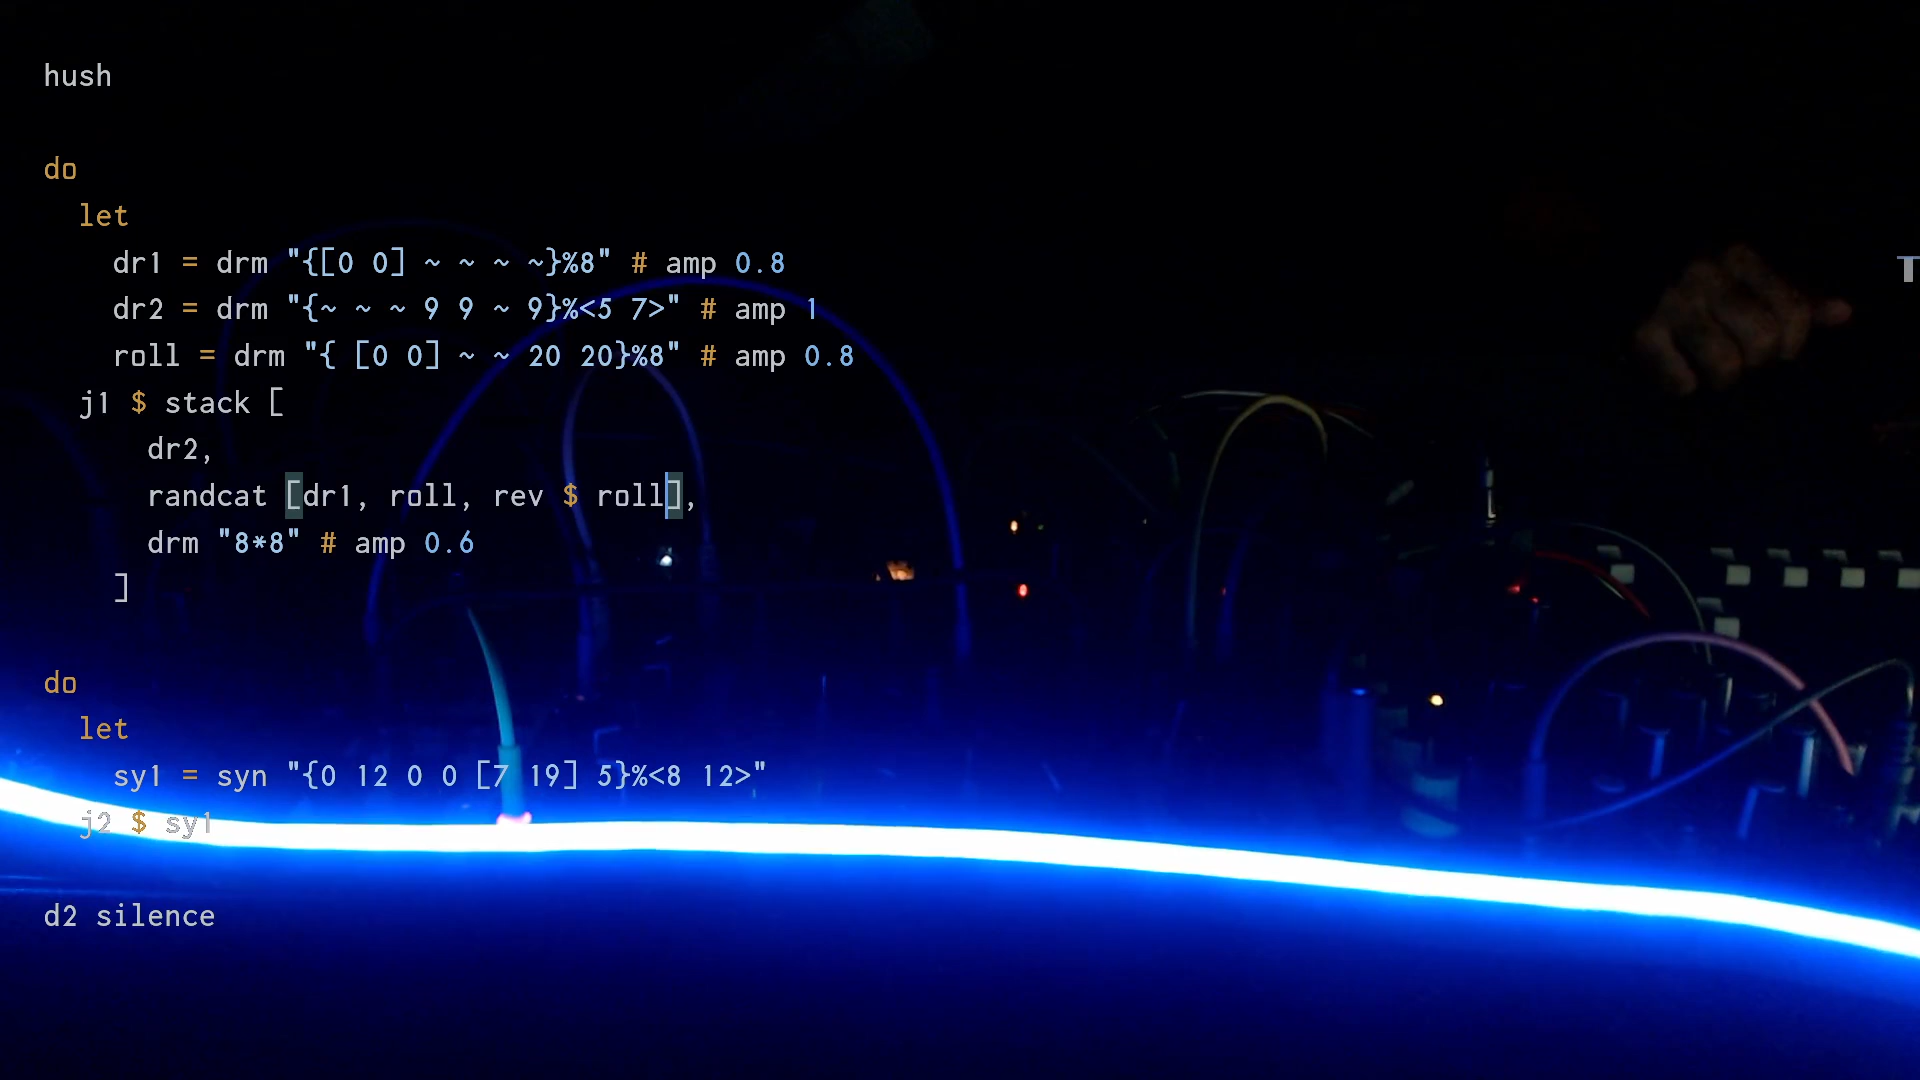 hush
do
  let
    dr1 = drm "{[0 0] ~ ~ ~ ~}%8" # amp 0.8
    dr2 = drm "{~ ~ ~ 9 9 ~ 9}%<5 7>" # amp 1
    roll = drm "{ [0 0] ~ ~ 20 20}%8" # amp 0.8
  j1 $ stack [
      dr2,
      randcat [dr1, roll, rev $ roll],
      drm "8*8" # amp 0.6
    ]
do
  let
    sy1 = syn "{0 12 0 0 [7 19] 5}%<8 12>"
  j2 $ sy1
d2 silence